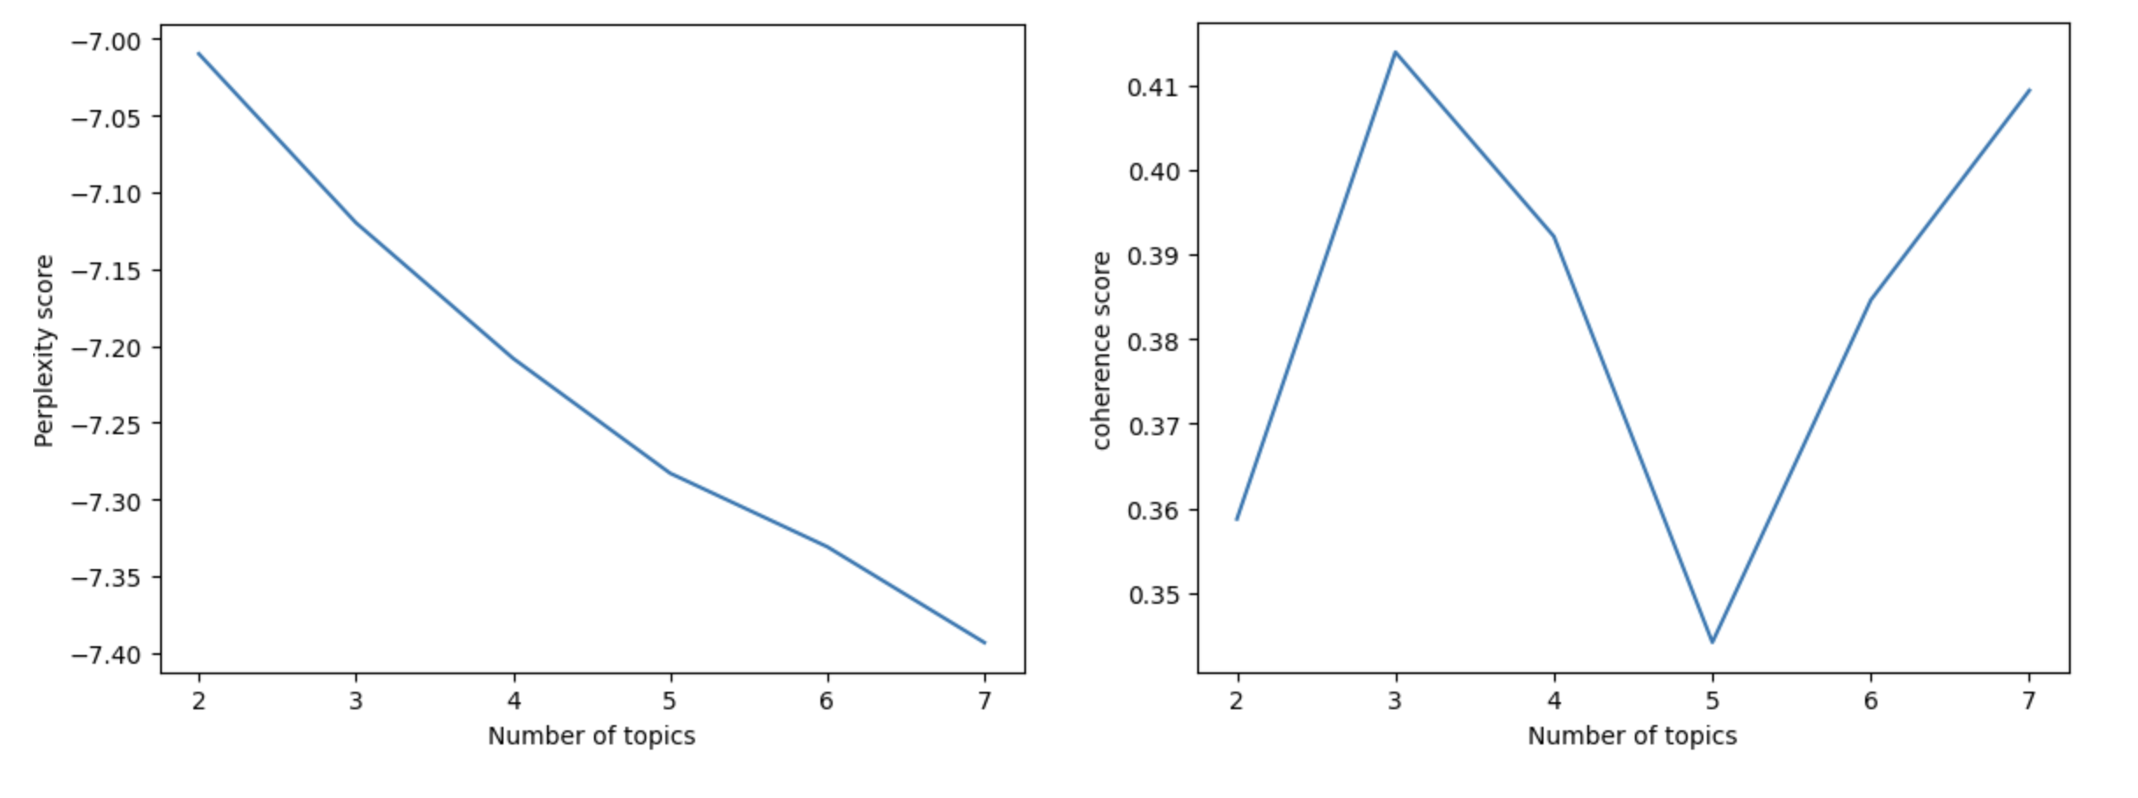 Perplexity score
−7.00
−7.05
−7.10
−7.15
−7.20
−7.25
−7.30
−7.35
−7.40
2 3 4 5 6 7
Number of topics
coherence score
0.41
0.40
0.39
0.38
0.37
0.36
0.35
2 3 4 5 6 7
Number of topics